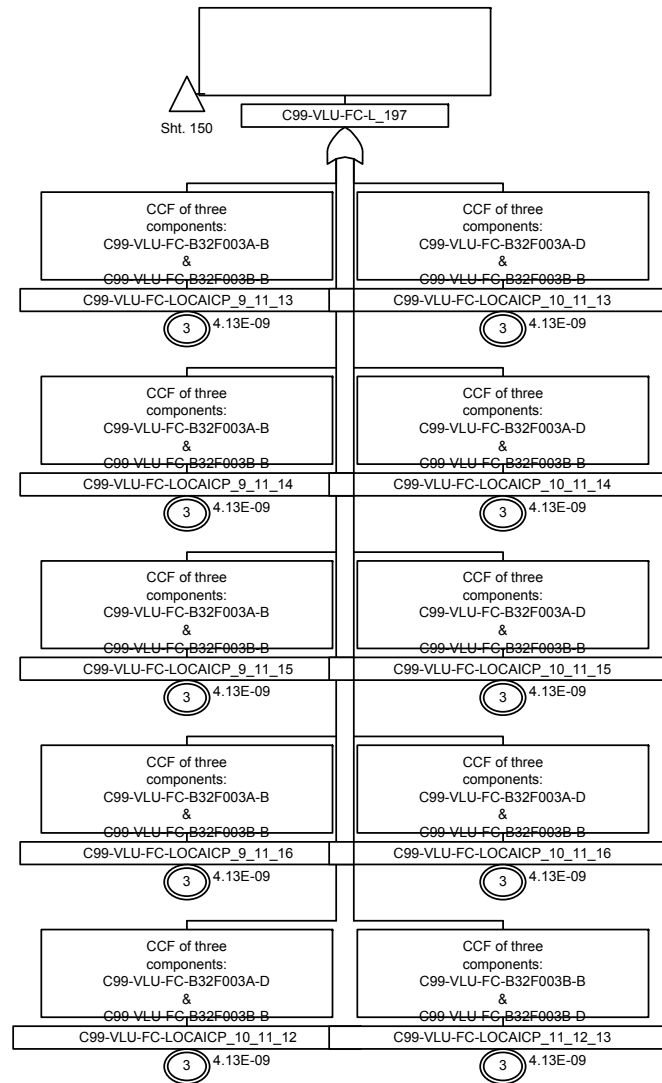 Sht. 150
C99-VLU-FC-L_197
CCF of three
components:
C99-VLU-FC-B32F003A-B
&
C99-VLU-FC-B32F003B-B
C99-VLU-FC-LOCAICP_9_11_13
3
4.13E-09
CCF of three
components:
C99-VLU-FC-B32F003A-D
&
C99-VLU-FC-B32F003B-B
C99-VLU-FC-LOCAICP_10_11_13
3
4.13E-09
CCF of three
components:
C99-VLU-FC-B32F003A-B
&
C99-VLU-FC-B32F003B-B
C99-VLU-FC-LOCAICP_9_11_14
3
4.13E-09
CCF of three
components:
C99-VLU-FC-B32F003A-D
&
C99-VLU-FC-B32F003B-B
C99-VLU-FC-LOCAICP_10_11_14
3
4.13E-09
CCF of three
components:
C99-VLU-FC-B32F003A-B
&
C99-VLU-FC-B32F003B-B
C99-VLU-FC-LOCAICP_9_11_15
3
4.13E-09
CCF of three
components:
C99-VLU-FC-B32F003A-D
&
C99-VLU-FC-B32F003B-B
C99-VLU-FC-LOCAICP_10_11_15
3
4.13E-09
CCF of three
components:
C99-VLU-FC-B32F003A-B
&
C99-VLU-FC-B32F003B-B
C99-VLU-FC-LOCAICP_9_11_16
3
4.13E-09
CCF of three
components:
C99-VLU-FC-B32F003A-D
&
C99-VLU-FC-B32F003B-B
C99-VLU-FC-LOCAICP_10_11_16
3
4.13E-09
CCF of three
components:
C99-VLU-FC-B32F003A-D
&
C99-VLU-FC-B32F003B-B
C99-VLU-FC-LOCAICP_10_11_12
3
4.13E-09
CCF of three
components:
C99-VLU-FC-B32F003B-B
&
C99-VLU-FC-B32F003B-D
C99-VLU-FC-LOCAICP_11_12_13
3
4.13E-09